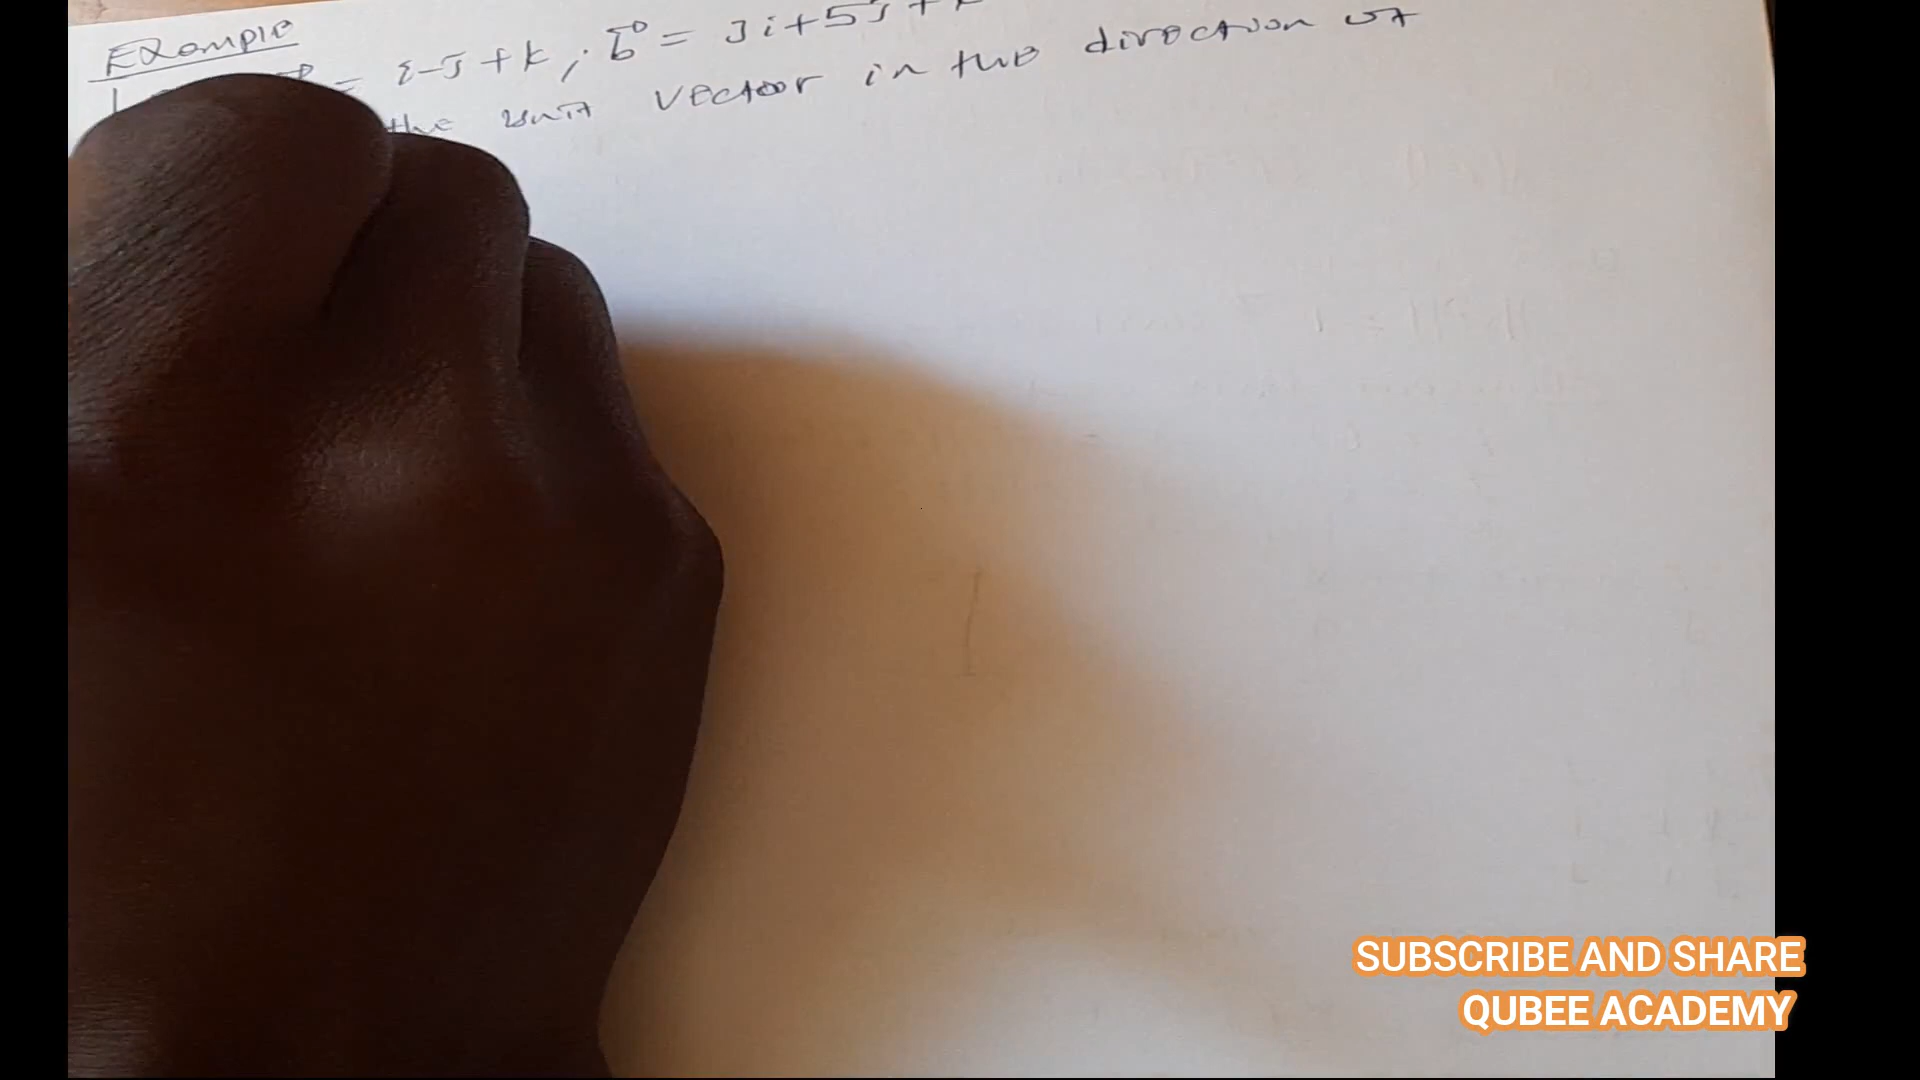 Example
= i-J+k; b = 3i+5J+k
the unit vector in the direction of
SUBSCRIBE AND SHARE
QUBEE ACADEMY